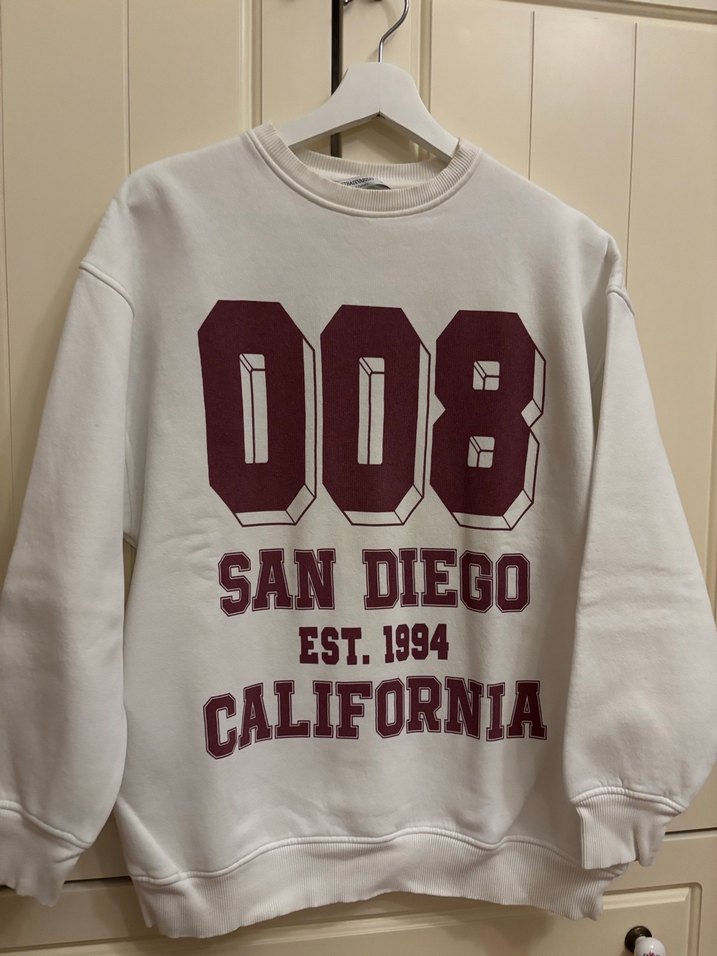 008
SAN DIEGO
EST. 1994
CALIFORNIA